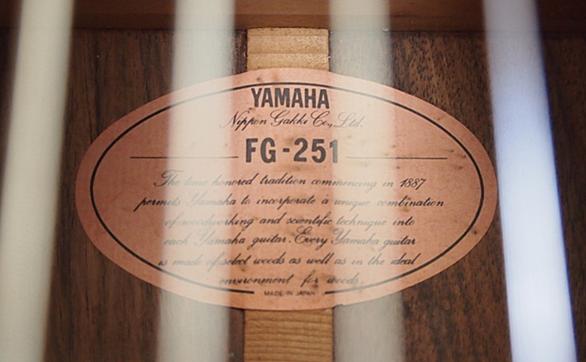 YAMAHA
Nippon Gakki Co., Ltd.
FG-251
The time honored tradition commencing in 1887
permits Yamaha to incorporate a unique combination
of woodworking and scientific technique into
each Yamaha guitar. Every Yamaha guitar
is made of select woods as well as in the ideal
environment for woods.
MADE IN JAPAN